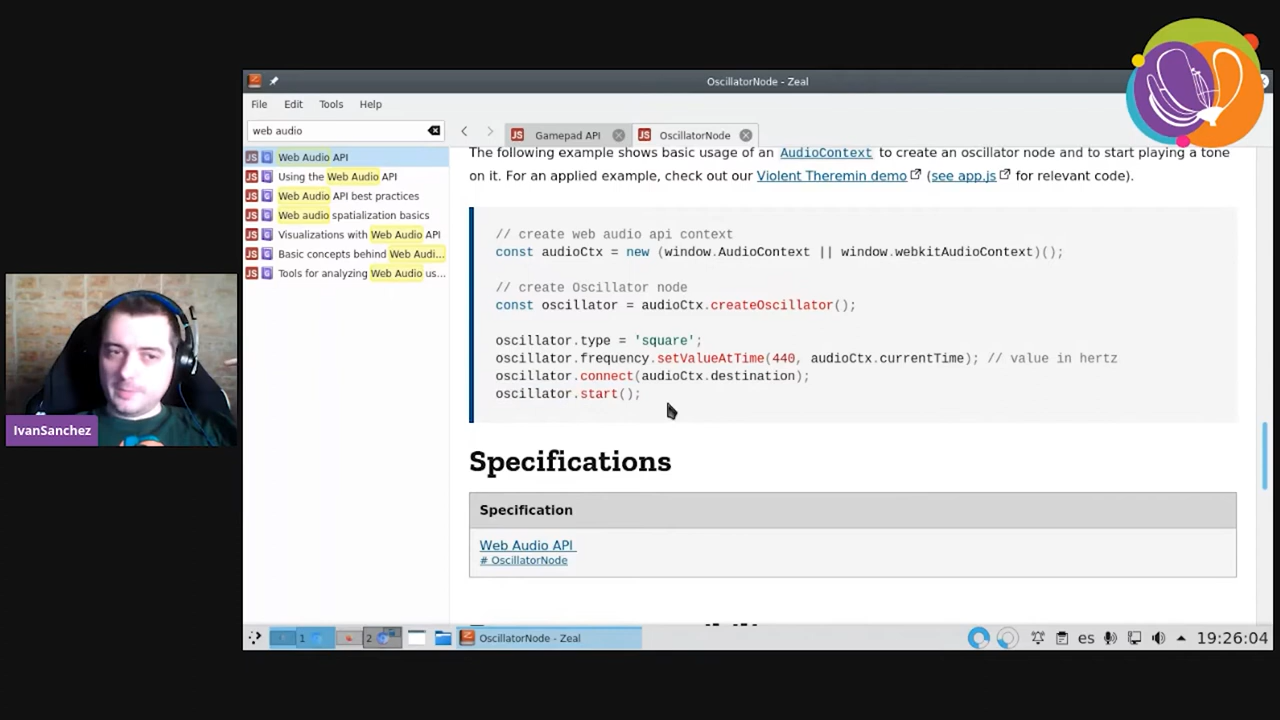 OscillatorNode - Zeal
File Edit Tools Help
web audio
Gamepad API
OscillatorNode
Web Audio API
Using the Web Audio API
Web Audio API best practices
Web audio spatialization basics
Visualizations with Web Audio API
Basic concepts behind Web Audi...
Tools for analyzing Web Audio us...
The following example shows basic usage of an AudioContext to create an oscillator node and to start playing a tone
on it. For an applied example, check out our Violent Theremin demo (see app.js for relevant code).
// create web audio api context
const audioCtx = new (window.AudioContext || window.webkitAudioContext)();
// create Oscillator node
const oscillator = audioCtx.createOscillator();
oscillator.type = 'square';
oscillator.frequency.setValueAtTime(440, audioCtx.currentTime); // value in hertz
oscillator.connect(audioCtx.destination);
oscillator.start();
Specifications
Specification
Web Audio API
# OscillatorNode
IvanSanchez
1
2
OscillatorNode - Zeal
es
19:26:04